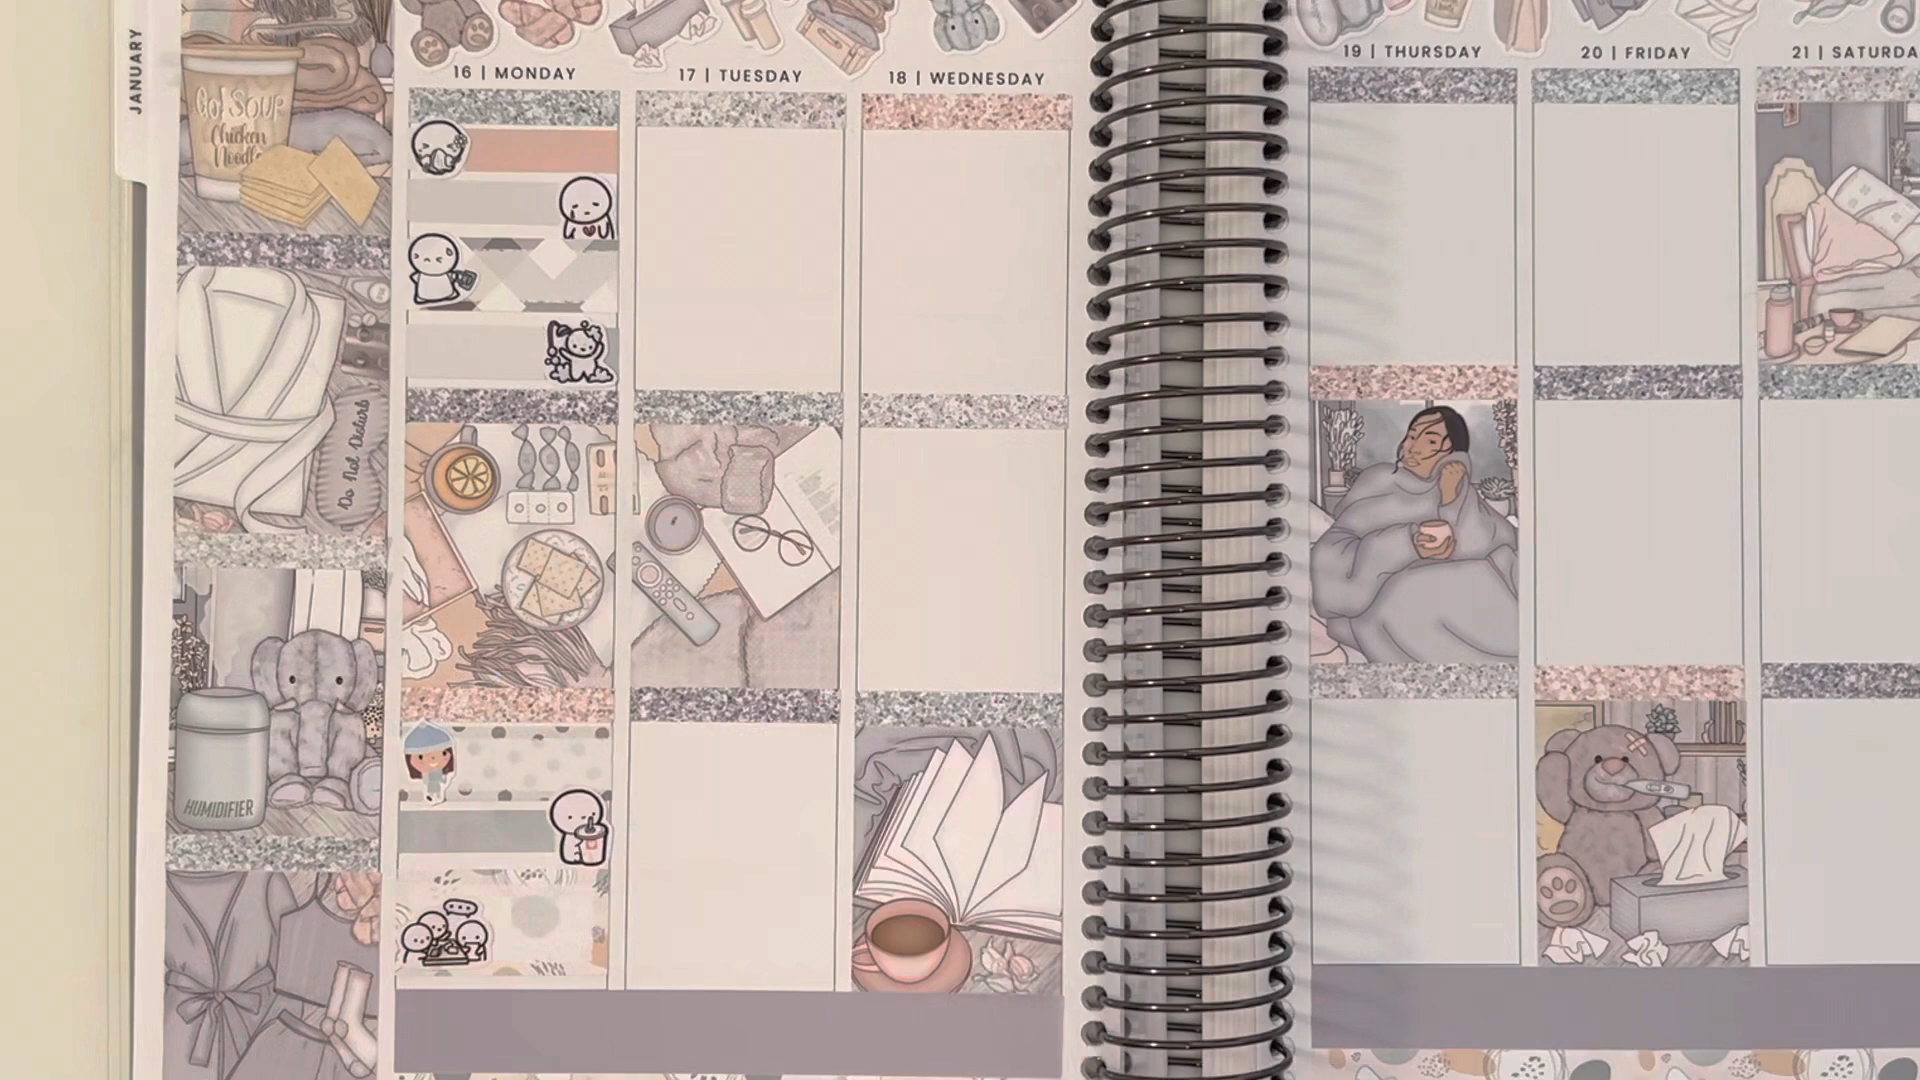 JANUARY
Go! SOUP
Chicken
Noodle
Do Not Disturb
HUMIDIFIER
16 | MONDAY
17 | TUESDAY
18 | WEDNESDAY
19 | THURSDAY
20 | FRIDAY
21 | SATURDA